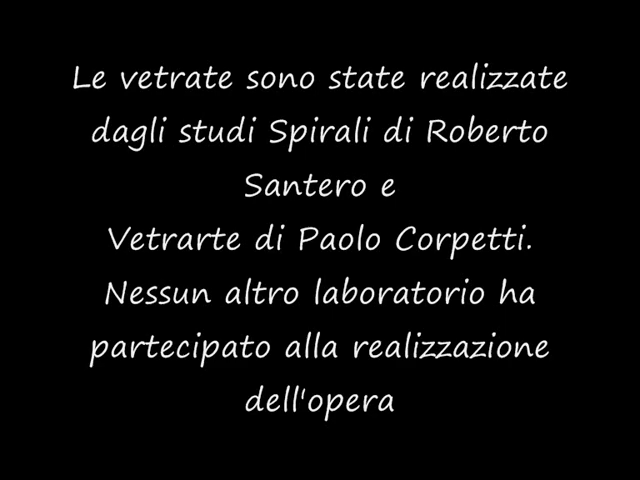 Le vetrate sono state realizzate
dagli studi Spirali di Roberto
Santero e
Vetrarte di Paolo Corpetti.
Nessun altro laboratorio ha
partecipato alla realizzazione
dell'opera